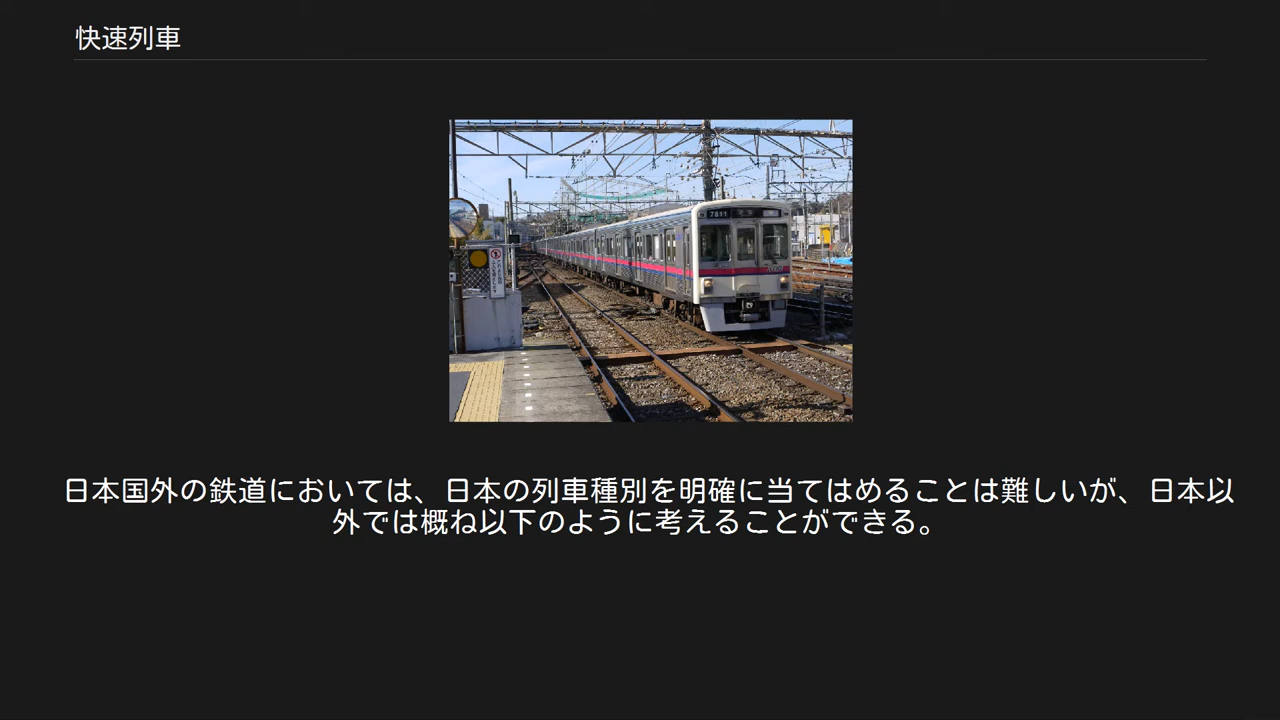 快速列車
7811
日本国外の鉄道においては、日本の列車種別を明確に当てはめることは難しいが、日本以
外では概ね以下のように考えることができる。